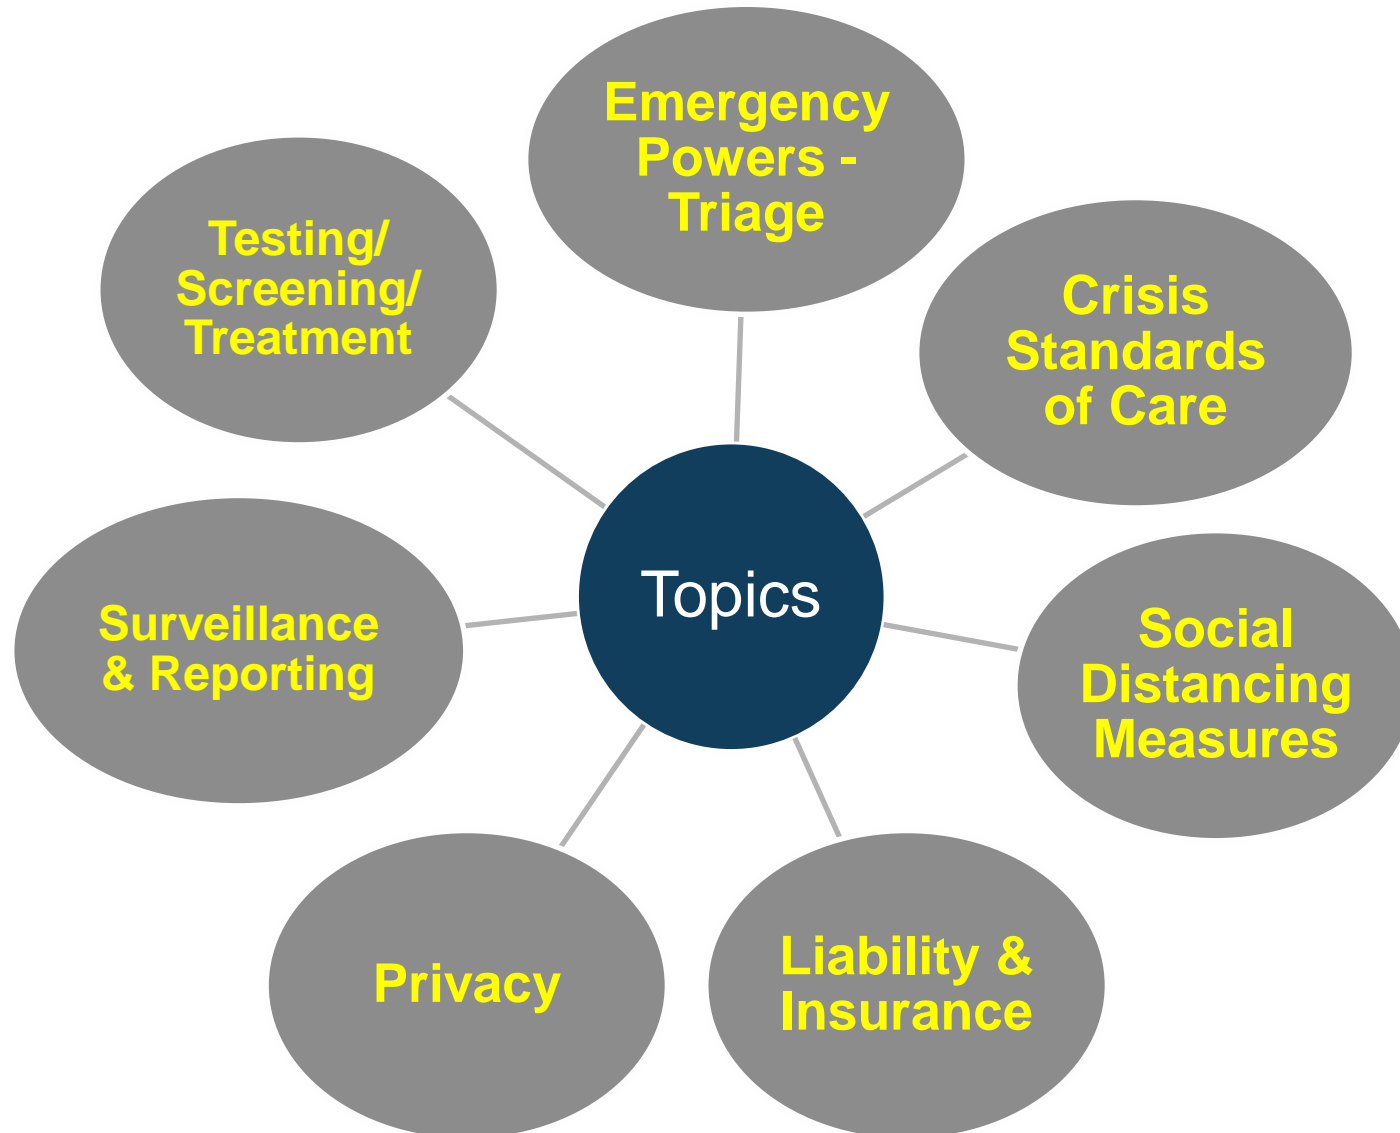 Emergency
Powers -
Triage
Testing/
Screening/
Treatment
Crisis
Standards
of Care
Topics
Surveillance
& Reporting
Social
Distancing
Measures
Privacy
Liability &
Insurance